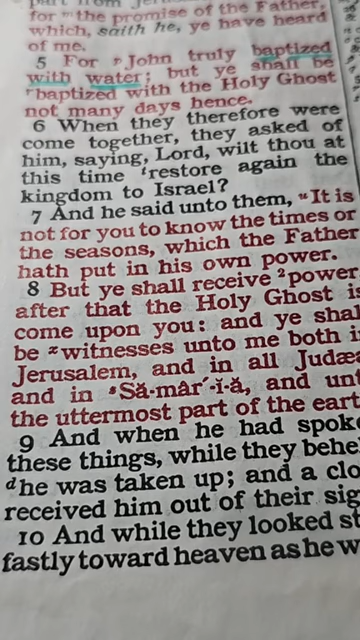 for m the promise of the Father,
which, saith he, ye have heard
of me.
5 For p John truly baptized
with water; but ye shall be
r baptized with the Holy Ghost
not many days hence.
6 When they therefore were
come together, they asked of
him, saying, Lord, wilt thou at
this time t restore again the
kingdom to Israel?
7 And he said unto them, u It is
not for you to know the times or
the seasons, which the Father
hath put in his own power.
8 But ye shall receive 2 power
after that the Holy Ghost is
come upon you: and ye shal
be z witnesses unto me both i
Jerusalem, and in all Judæa
and in s Să-mâr´-ĭ-ă, and unt
the uttermost part of the eart
9 And when he had spok
these things, while they behe
d he was taken up; and a clo
received him out of their sig
10 And while they looked st
fastly toward heaven as he w